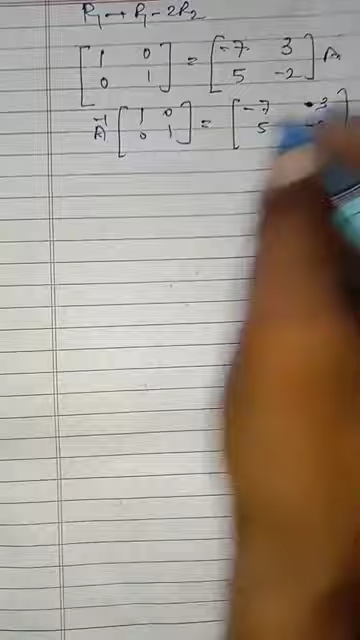 R₁ → R₁ - 2R₂
[1 0; 0 1] = [-7 3; 5 -2] A
A⁻¹ [1 0; 0 1] = [-7 3; 5